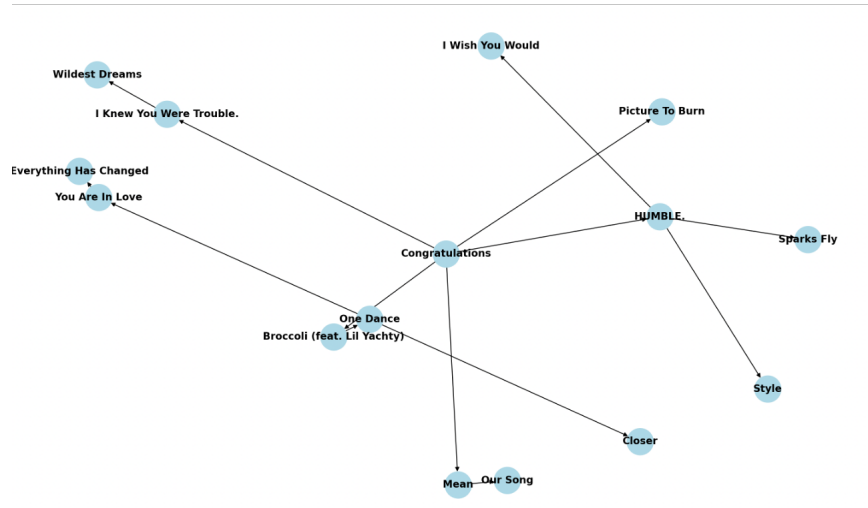 I Wish You Would
Wildest Dreams
I Knew You Were Trouble.
Picture To Burn
Everything Has Changed
You Are In Love
HUMBLE.
Sparks Fly
Congratulations
One Dance
Broccoli (feat. Lil Yachty)
Style
Closer
Mean
Our Song